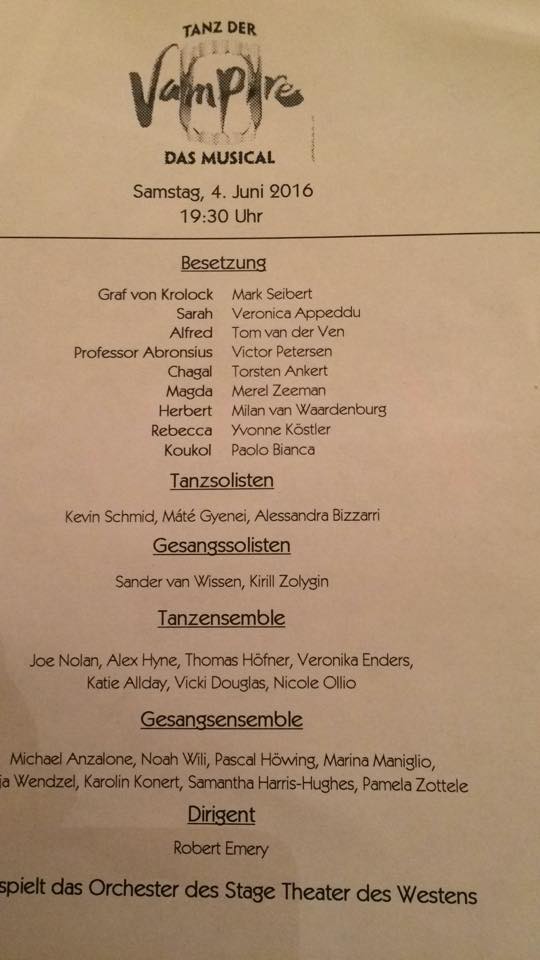 TANZ DER
Vampire
DAS MUSICAL
Samstag, 4. Juni 2016
19:30 Uhr
Besetzung
Graf von Krolock Mark Seibert
Sarah Veronica Appeddu
Alfred Tom van der Ven
Professor Abronsius Victor Petersen
Chagal Torsten Ankert
Magda Merel Zeeman
Herbert Milan van Waardenburg
Rebecca Yvonne Köstler
Koukol Paolo Bianca
Tanzsolisten
Kevin Schmid, Máté Gyenei, Alessandra Bizzarri
Gesangssolisten
Sander van Wissen, Kirill Zolygin
Tanzensemble
Joe Nolan, Alex Hyne, Thomas Höfner, Veronika Enders,
Katie Allday, Vicki Douglas, Nicole Ollio
Gesangsensemble
Michael Anzalone, Noah Wili, Pascal Höwing, Marina Maniglio,
ja Wendzel, Karolin Konert, Samantha Harris-Hughes, Pamela Zottele
Dirigent
Robert Emery
spielt das Orchester des Stage Theater des Westens